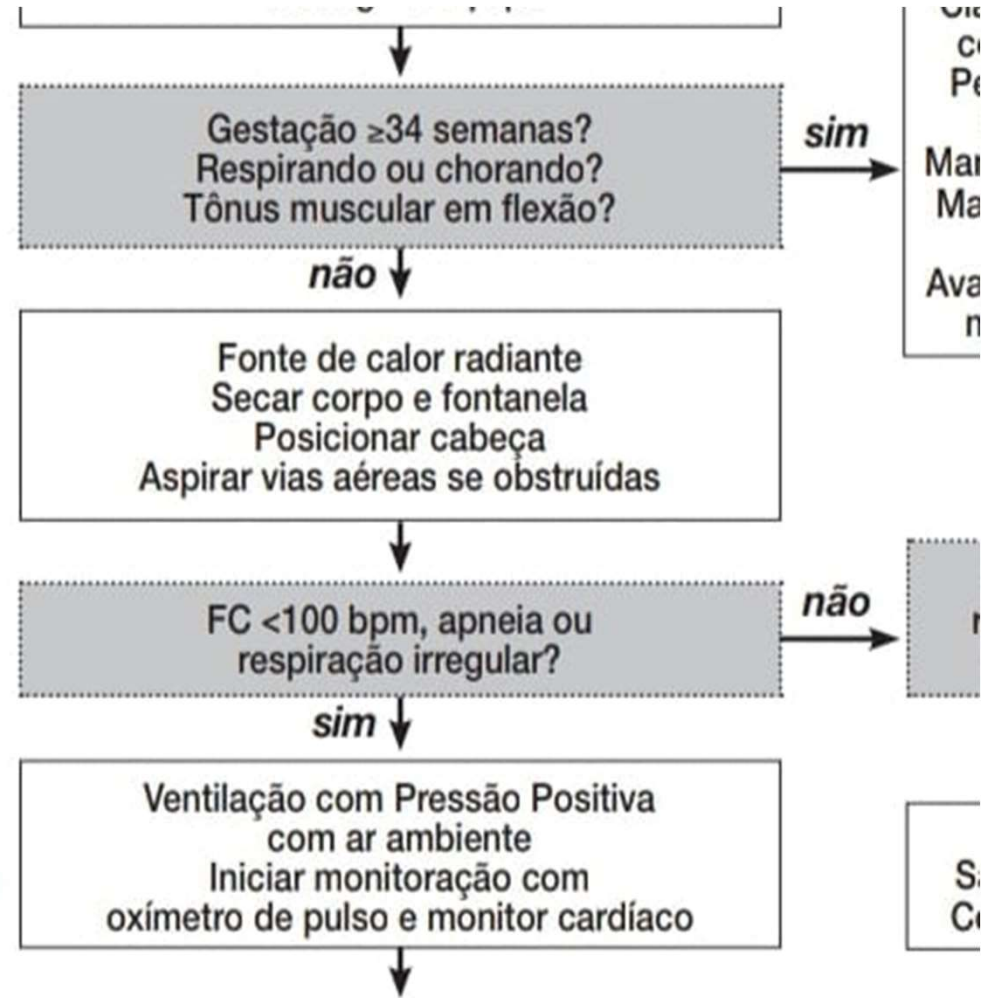 Gestação ≥34 semanas?
Respirando ou chorando?
Tônus muscular em flexão?
sim
não
Fonte de calor radiante
Secar corpo e fontanela
Posicionar cabeça
Aspirar vias aéreas se obstruídas
FC <100 bpm, apneia ou
respiração irregular?
não
sim
Ventilação com Pressão Positiva
com ar ambiente
Iniciar monitoração com
oxímetro de pulso e monitor cardíaco